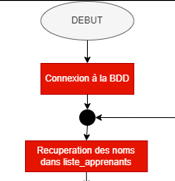 DEBUT
Connexion à la BDD
Recuperation des noms
dans liste_apprenants